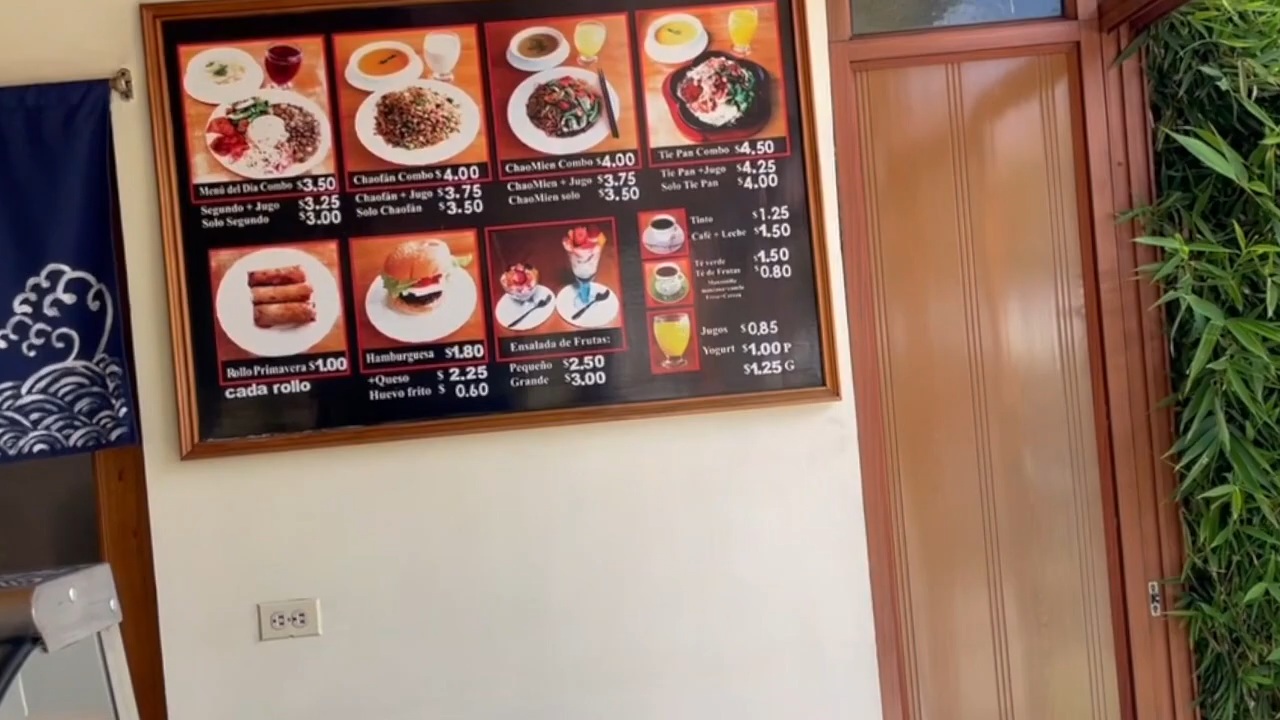 Menú del Día Combo $3.50
Segundo + Jugo $3.25
Solo Segundo $3.00
Chaofán Combo $4.00
Chaofán + Jugo $3.75
Solo Chaofán $3.50
ChaoMien Combo $4.00
ChaoMien + Jugo $3.75
ChaoMien solo $3.50
Tie Pan Combo $4.50
Tie Pan +Jugo $4.25
Solo Tie Pan $4.00
Rollo Primavera $1.00
cada rollo
Hamburguesa $1.80
+Queso $ 2.25
Huevo frito $ 0.60
Ensalada de Frutas:
Pequeño $2.50
Grande $3.00
Tinto $1.25
Café + Leche $1.50
Té verde $1.50
Té de Frutas $0.80
Jugos $0.85
Yogurt $1.00 P
$1.25 G